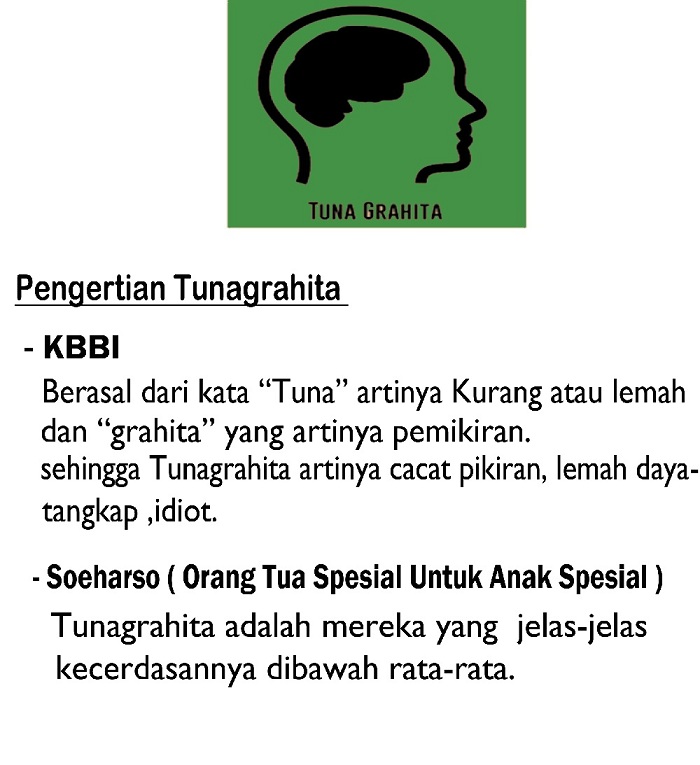 TUNA GRAHITA
Pengertian Tunagrahita
- KBBI
Berasal dari kata “Tuna” artinya Kurang atau lemah
dan “grahita” yang artinya pemikiran.
sehingga Tunagrahita artinya cacat pikiran, lemah daya-
tangkap ,idiot.
- Soeharso ( Orang Tua Spesial Untuk Anak Spesial )
Tunagrahita adalah mereka yang jelas-jelas
kecerdasannya dibawah rata-rata.